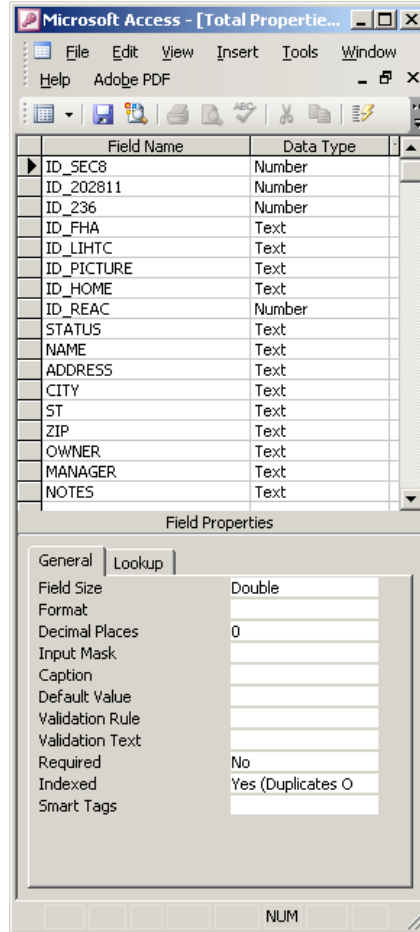 Microsoft Access - [Total Propertie...
File Edit View Insert Tools Window
Help Adobe PDF
ABC
Field Name Data Type
ID_SEC8 Number
ID_202811 Number
ID_236 Number
ID_FHA Text
ID_LIHTC Text
ID_PICTURE Text
ID_HOME Text
ID_REAC Number
STATUS Text
NAME Text
ADDRESS Text
CITY Text
ST Text
ZIP Text
OWNER Text
MANAGER Text
NOTES Text
Field Properties
General Lookup
Field Size Double
Format
Decimal Places 0
Input Mask
Caption
Default Value
Validation Rule
Validation Text
Required No
Indexed Yes (Duplicates O
Smart Tags
NUM